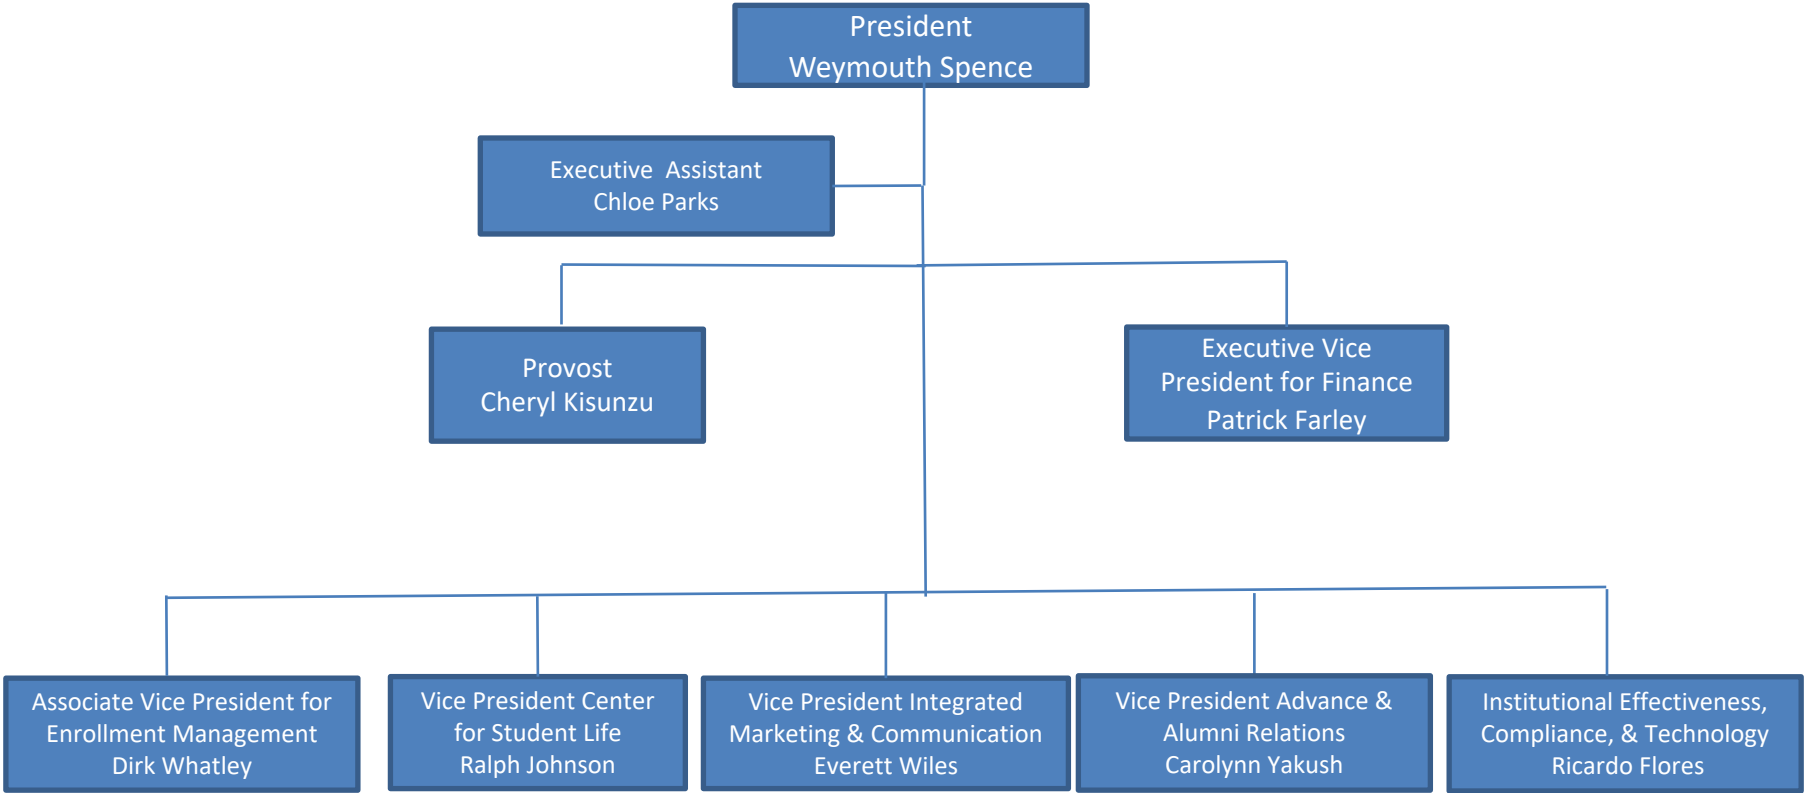 President
Weymouth Spence
Executive  Assistant
Chloe Parks
Provost
Cheryl Kisunzu
Executive Vice
President for Finance
Patrick Farley
Associate Vice President for
Enrollment Management
Dirk Whatley
Vice President Center
for Student Life
Ralph Johnson
Vice President Integrated
Marketing & Communication
Everett Wiles
Vice President Advance &
Alumni Relations
Carolynn Yakush
Institutional Effectiveness,
Compliance, & Technology
Ricardo Flores